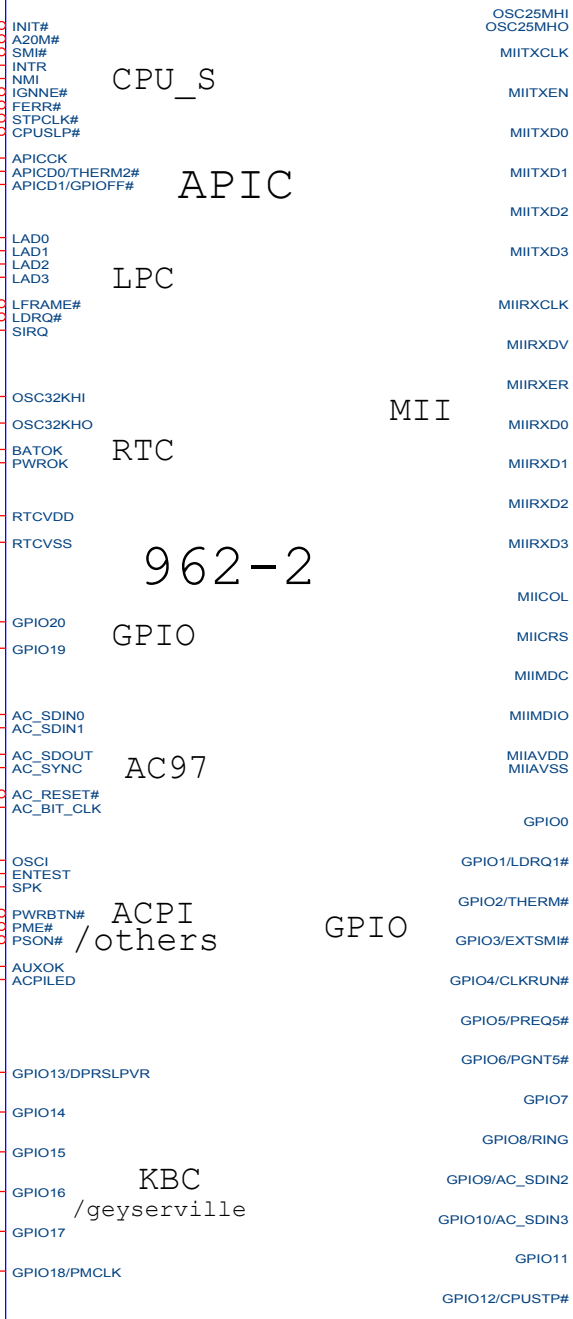 INIT#
A20M#
SMI#
INTR
NMI
IGNNE#
FERR#
STPCLK#
CPUSLP#
CPU_S
APICCK
APICD0/THERM2#
APICD1/GPIOFF#
APIC
LAD0
LAD1
LAD2
LAD3
LPC
LFRAME#
LDRQ#
SIRQ
OSC32KHI
OSC32KHO
BATOK
PWROK
RTC
RTCVDD
RTCVSS
962-2
GPIO20
GPIO19
GPIO
AC_SDIN0
AC_SDIN1
AC_SDOUT
AC_SYNC
AC97
AC_RESET#
AC_BIT_CLK
OSCI
ENTEST
SPK
PWRBTN#
PME#
PSON#
ACPI
/others
AUXOK
ACPILED
GPIO13/DPRSLPVR
GPIO14
GPIO15
GPIO16
KBC
/geyserville
GPIO17
GPIO18/PMCLK
OSC25MHI
OSC25MHO
MIITXCLK
MIITXEN
MIITXD0
MIITXD1
MIITXD2
MIITXD3
MIIRXCLK
MIIRXDV
MIIRXER
MII
MIIRXD0
MIIRXD1
MIIRXD2
MIIRXD3
MIICOL
MIICRS
MIIMDC
MIIMDIO
MIIAVDD
MIIAVSS
GPIO0
GPIO1/LDRQ1#
GPIO2/THERM#
GPIO
GPIO3/EXTSMI#
GPIO4/CLKRUN#
GPIO5/PREQ5#
GPIO6/PGNT5#
GPIO7
GPIO8/RING
GPIO9/AC_SDIN2
GPIO10/AC_SDIN3
GPIO11
GPIO12/CPUSTP#